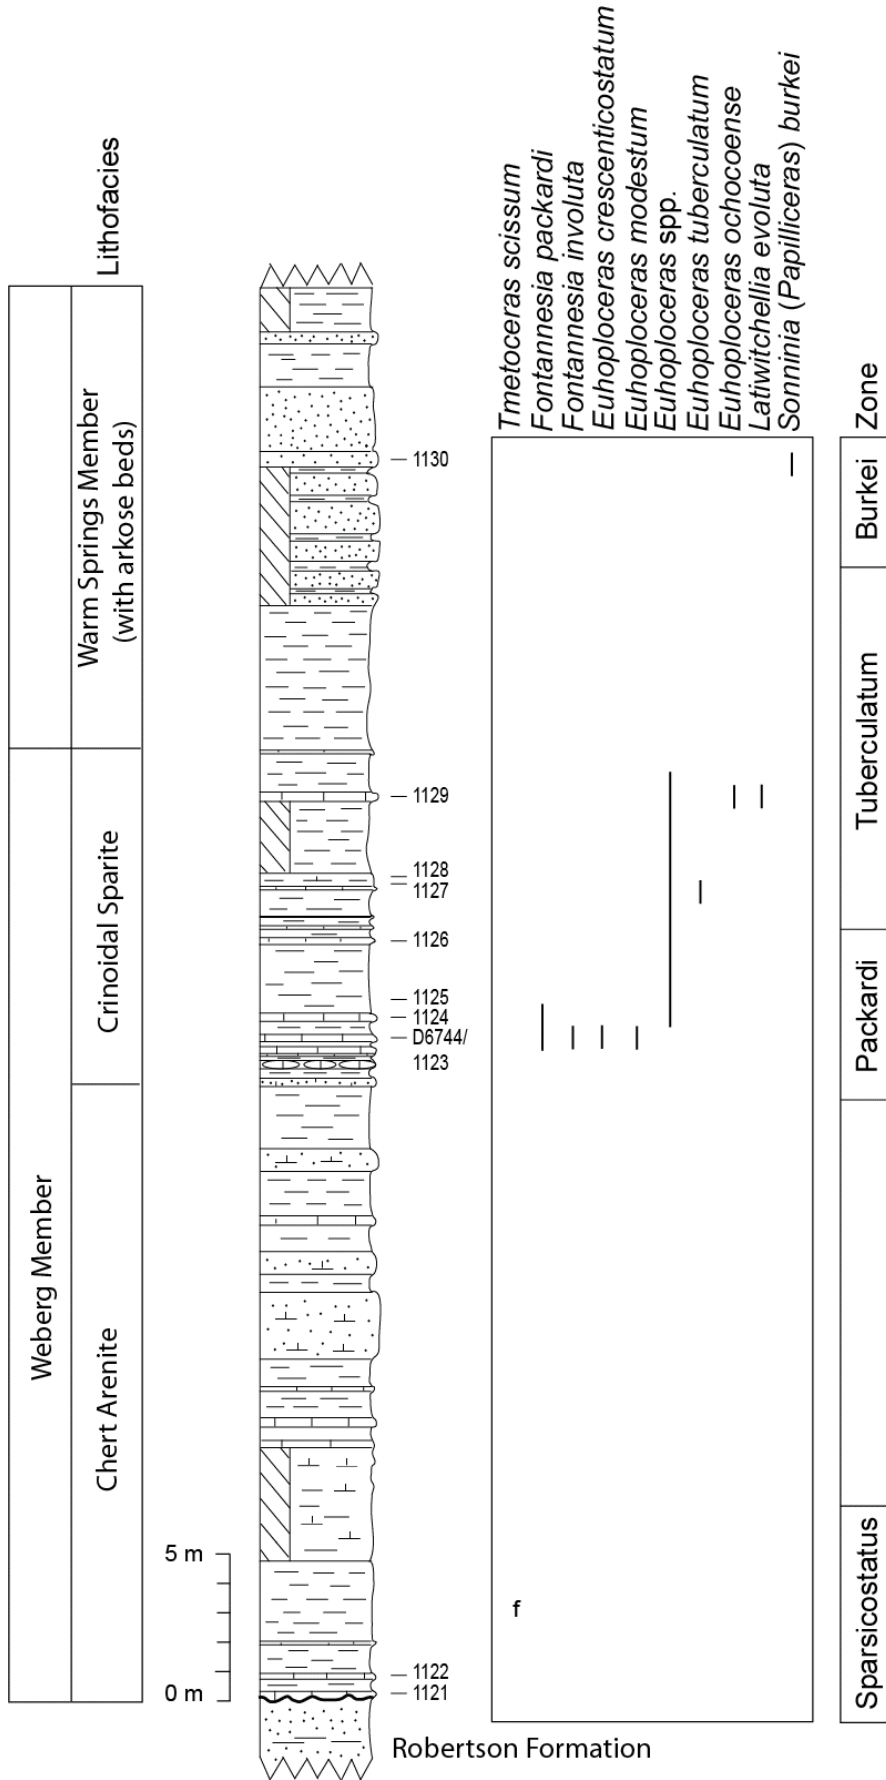 Lithofacies
Tmetoceras scissum
Fontannesia packardi
Fontannesia involuta
Euhoploceras crescenticostatum
Euhoploceras modestum
Euhoploceras spp.
Euhoploceras tuberculatum
Euhoploceras ochocoense
Latiwitchellia evoluta
Sonninia (Papilliceras) burkei
Zone
Warm Springs Member
(with arkose beds)
Weberg Member
Crinoidal Sparite
Chert Arenite
1130
1129
1128
1127
1126
1125
1124
D6744/
1123
1122
1121
5 m
0 m
f
Burkei
Tuberculatum
Packardi
Sparsicostatus
Robertson Formation